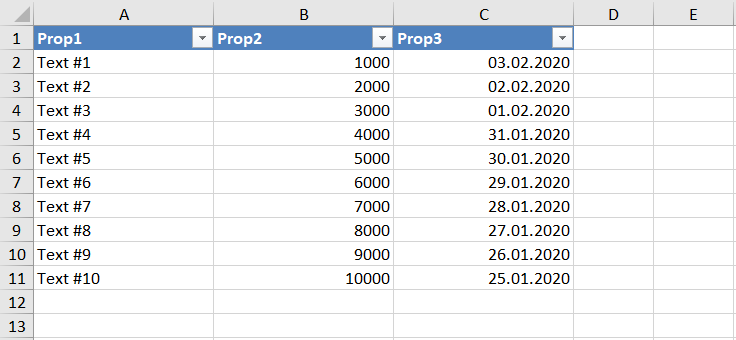 A B C D E
1 Prop1 Prop2 Prop3
2 Text #1 1000 03.02.2020
3 Text #2 2000 02.02.2020
4 Text #3 3000 01.02.2020
5 Text #4 4000 31.01.2020
6 Text #5 5000 30.01.2020
7 Text #6 6000 29.01.2020
8 Text #7 7000 28.01.2020
9 Text #8 8000 27.01.2020
10 Text #9 9000 26.01.2020
11 Text #10 10000 25.01.2020
12
13